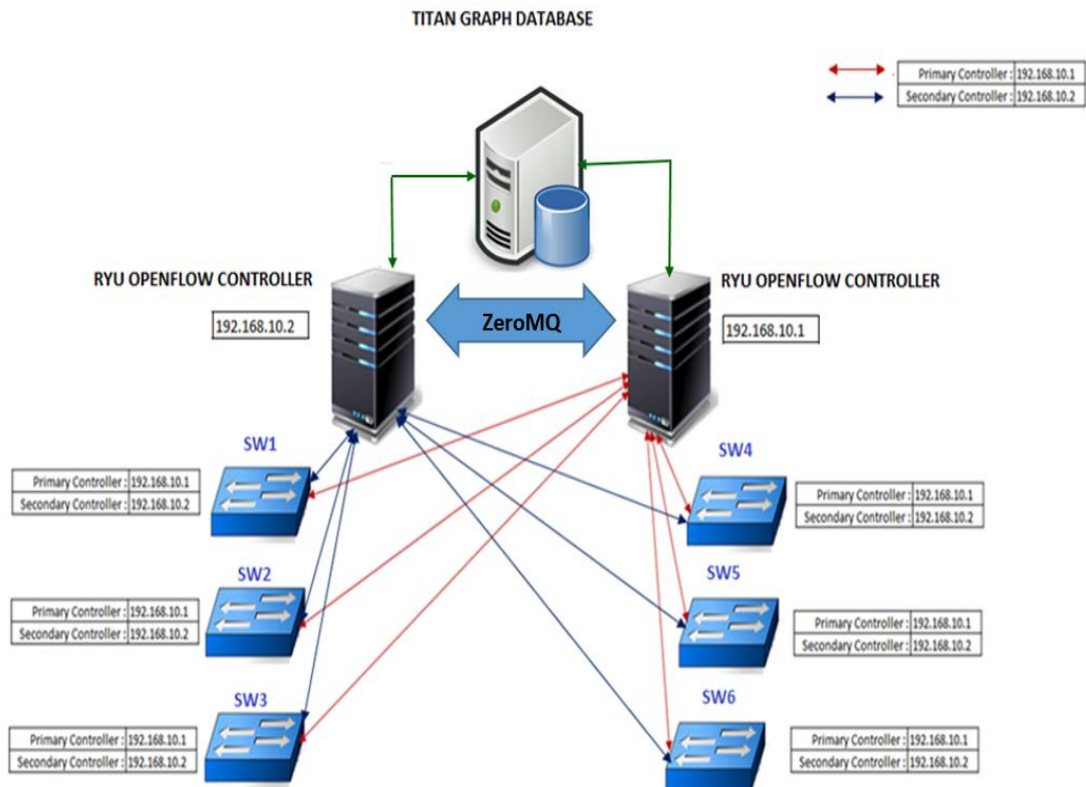 TITAN GRAPH DATABASE
Primary Controller : 192.168.10.1
Secondary Controller : 192.168.10.2
RYU OPENFLOW CONTROLLER
192.168.10.2
ZeroMQ
RYU OPENFLOW CONTROLLER
192.168.10.1
SW1
Primary Controller : 192.168.10.1
Secondary Controller : 192.168.10.2
SW4
Primary Controller : 192.168.10.1
Secondary Controller : 192.168.10.2
SW2
Primary Controller : 192.168.10.1
Secondary Controller : 192.168.10.2
SW5
Primary Controller : 192.168.10.1
Secondary Controller : 192.168.10.2
SW3
Primary Controller : 192.168.10.1
Secondary Controller : 192.168.10.2
SW6
Primary Controller : 192.168.10.1
Secondary Controller : 192.168.10.2